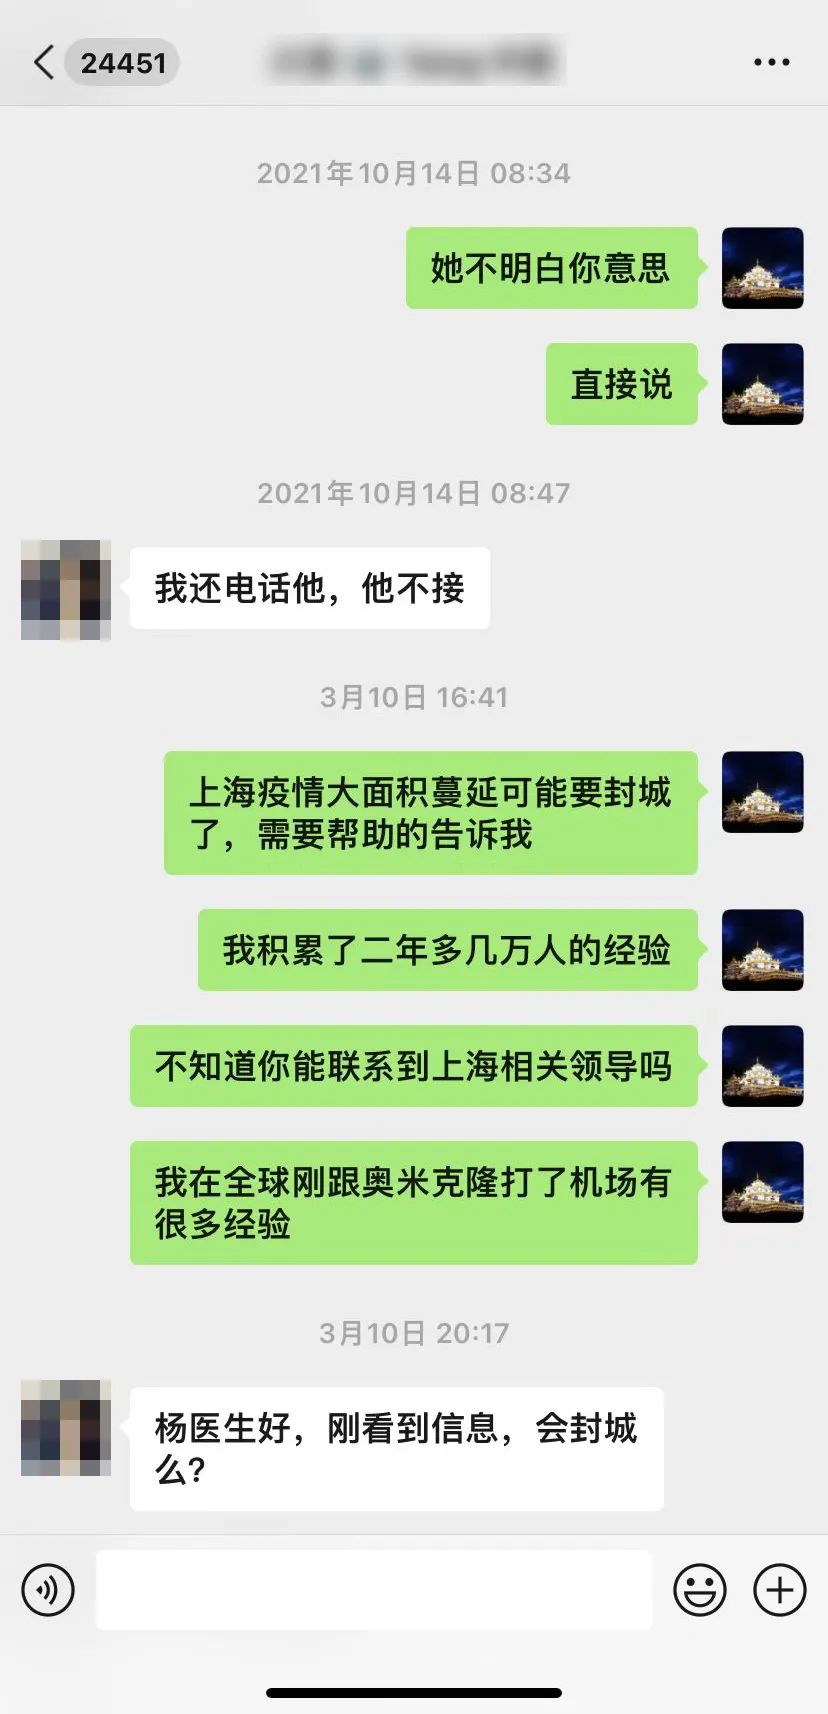 24451
2021年10月14日 08:34
她不明白你意思
直接说
2021年10月14日 08:47
我还电话他，他不接
3月10日 16:41
上海疫情大面积蔓延可能要封城
了，需要帮助的告诉我
我积累了二年多几万人的经验
不知道你能联系到上海相关领导吗
我在全球刚跟奥米克隆打了机场有
很多经验
3月10日 20:17
杨医生好，刚看到信息，会封城
么？